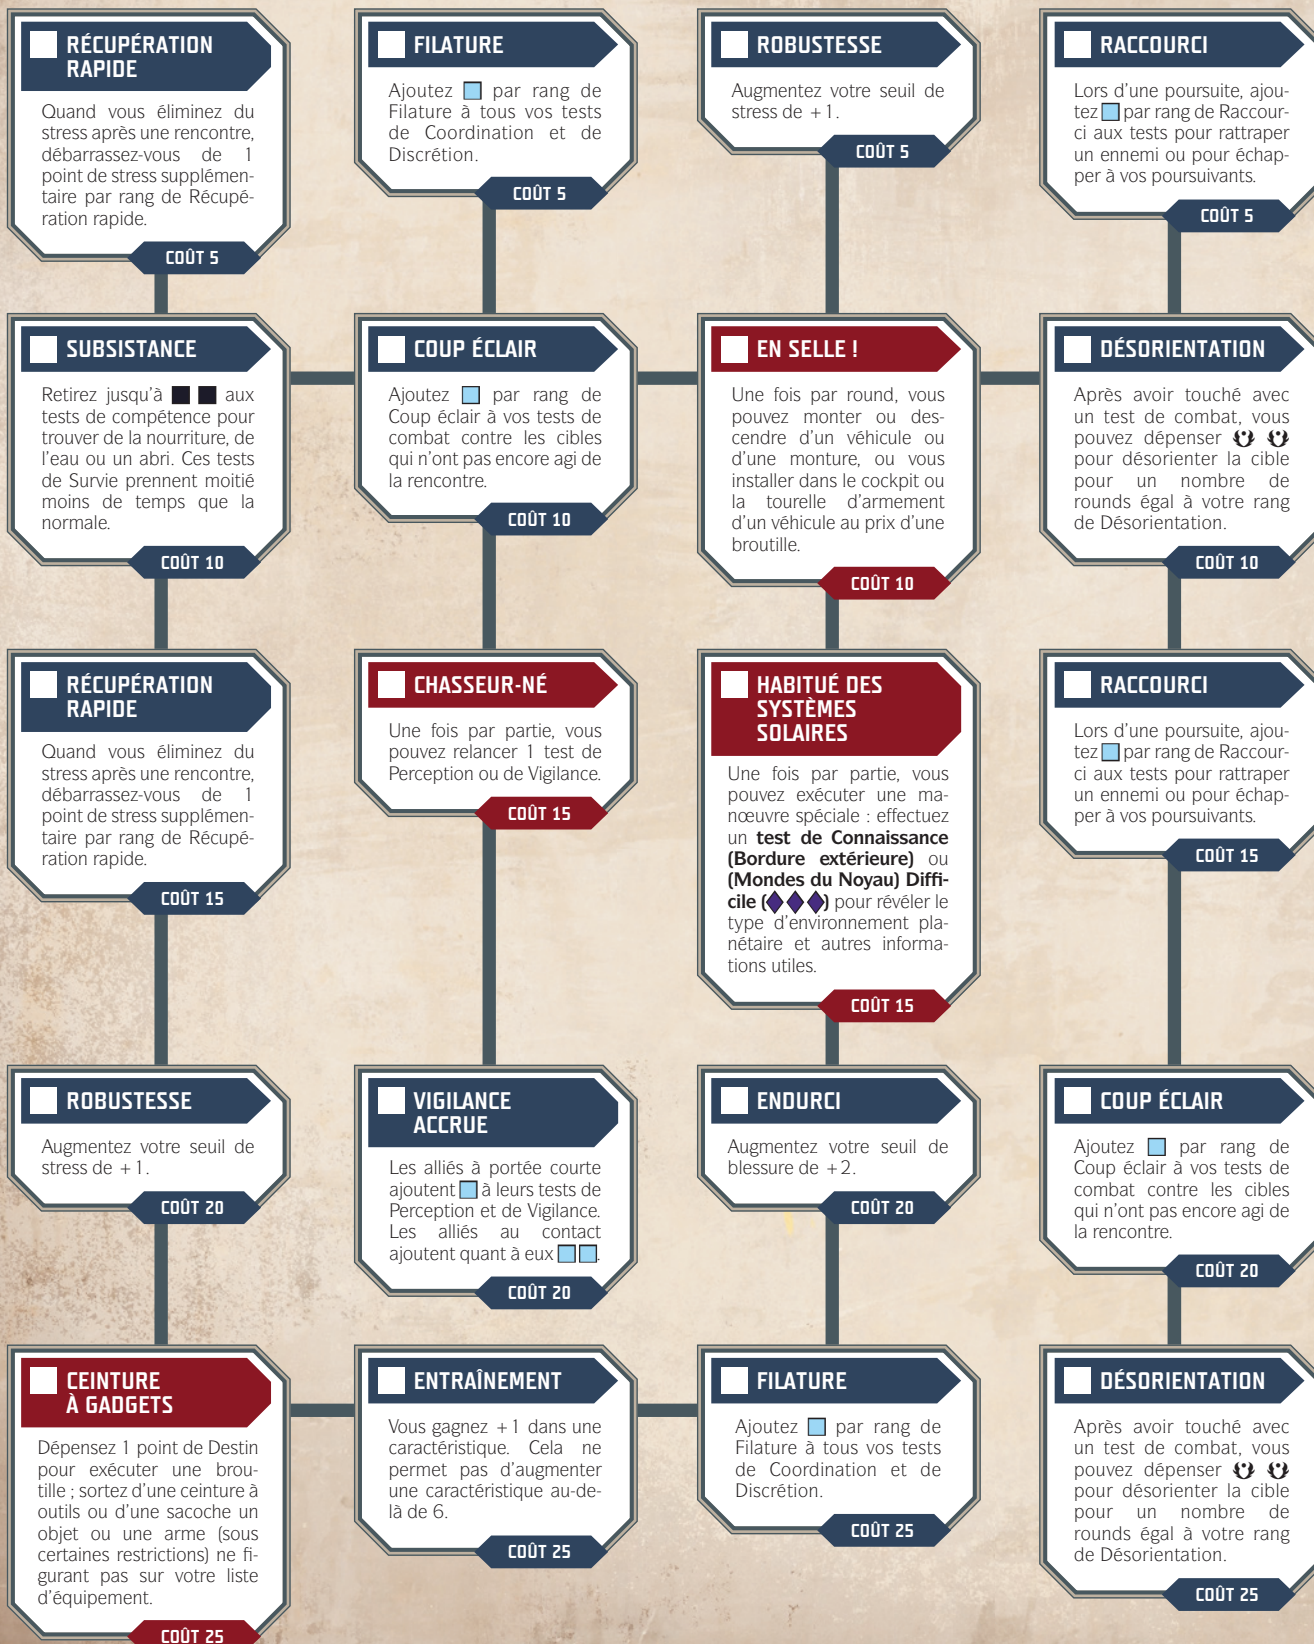 RÉCUPÉRATION
RAPIDE
Quand vous éliminez du
stress après une rencontre,
débarrassez-vous de 1
point de stress supplémen-
taire par rang de Récupé-
ration rapide.
COÛT 5
FILATURE
Ajoutez par rang de
Filature à tous vos tests
de Coordination et de
Discrétion.
COÛT 5
ROBUSTESSE
Augmentez votre seuil de
stress de +1.
COÛT 5
RACCOURCI
Lors d'une poursuite, ajou-
tez par rang de Raccour-
ci aux tests pour rattraper
un ennemi ou pour échap-
per à vos poursuivants.
COÛT 5
SUBSISTANCE
Retirez jusqu'à aux
tests de compétence pour
trouver de la nourriture, de
l'eau ou un abri. Ces tests
de Survie prennent moitié
moins de temps que la
normale.
COÛT 10
COUP ÉCLAIR
Ajoutez par rang de
Coup éclair à vos tests de
combat contre les cibles
qui n'ont pas encore agi de
la rencontre.
COÛT 10
EN SELLE !
Une fois par round, vous
pouvez monter ou des-
cendre d'un véhicule ou
d'une monture, ou vous
installer dans le cockpit ou
la tourelle d'armement
d'un véhicule au prix d'une
broutille.
COÛT 10
DÉSORIENTATION
Après avoir touché avec
un test de combat, vous
pouvez dépenser
pour désorienter la cible
pour un nombre de
rounds égal à votre rang
de Désorientation.
COÛT 10
RÉCUPÉRATION
RAPIDE
Quand vous éliminez du
stress après une rencontre,
débarrassez-vous de 1
point de stress supplémen-
taire par rang de Récupé-
ration rapide.
COÛT 15
CHASSEUR-NÉ
Une fois par partie, vous
pouvez relancer 1 test de
Perception ou de Vigilance.
COÛT 15
HABITUÉ DES
SYSTÈMES
SOLAIRES
Une fois par partie, vous
pouvez exécuter une ma-
nœuvre spéciale : effectuez
un test de Connaissance
(Bordure extérieure) ou
(Mondes du Noyau) Diffi-
cile () pour révéler le
type d'environnement pla-
nétaire et autres informa-
tions utiles.
COÛT 15
RACCOURCI
Lors d'une poursuite, ajou-
tez par rang de Raccour-
ci aux tests pour rattraper
un ennemi ou pour échap-
per à vos poursuivants.
COÛT 15
ROBUSTESSE
Augmentez votre seuil de
stress de +1.
COÛT 20
VIGILANCE
ACCRUE
Les alliés à portée courte
ajoutent à leurs tests de
Perception et de Vigilance.
Les alliés au contact
ajoutent quant à eux .
COÛT 20
ENDURCI
Augmentez votre seuil de
blessure de +2.
COÛT 20
COUP ÉCLAIR
Ajoutez par rang de
Coup éclair à vos tests de
combat contre les cibles
qui n'ont pas encore agi de
la rencontre.
COÛT 20
CEINTURE
À GADGETS
Dépensez 1 point de Destin
pour exécuter une brou-
tille ; sortez d'une ceinture à
outils ou d'une sacoche un
objet ou une arme (sous
certaines restrictions) ne fi-
gurant pas sur votre liste
d'équipement.
COÛT 25
ENTRAÎNEMENT
Vous gagnez +1 dans une
caractéristique. Cela ne
permet pas d'augmenter
une caractéristique au-de-
là de 6.
COÛT 25
FILATURE
Ajoutez par rang de
Filature à tous vos tests
de Coordination et de
Discrétion.
COÛT 25
DÉSORIENTATION
Après avoir touché avec
un test de combat, vous
pouvez dépenser
pour désorienter la cible
pour un nombre de
rounds égal à votre rang
de Désorientation.
COÛT 25